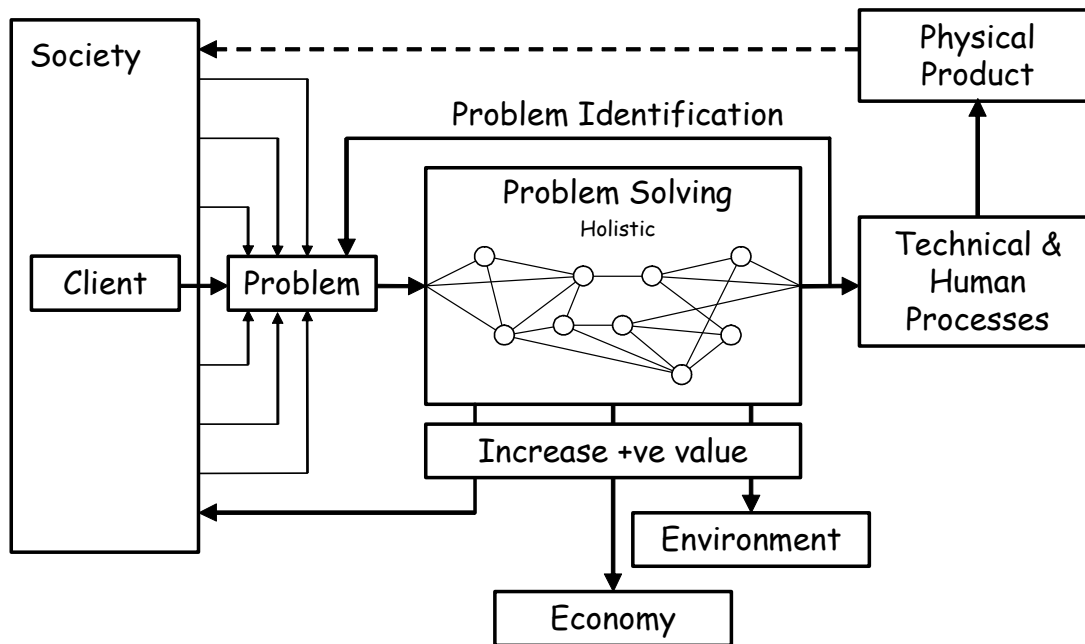 Society
Physical
Product
Problem Identification
Problem Solving
Holistic
Client
Problem
Technical &
Human
Processes
Increase +ve value
Environment
Economy